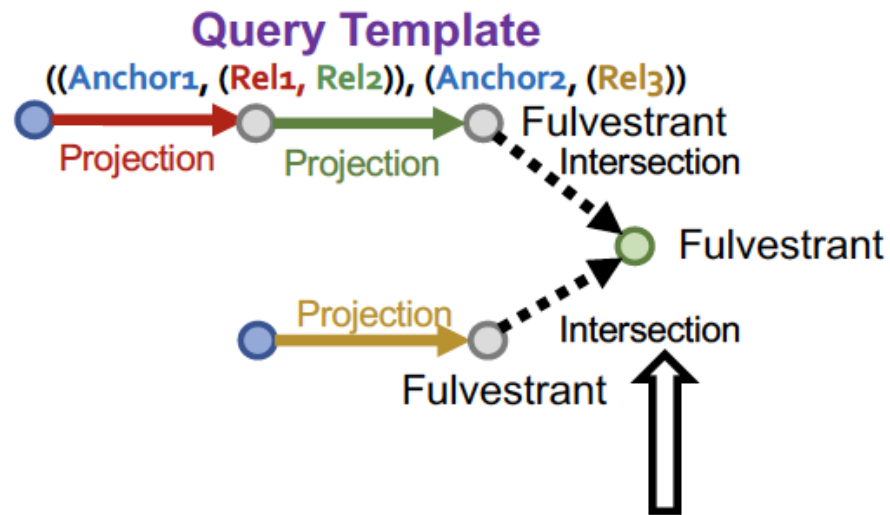 Query Template
((Anchor1, (Rel1, Rel2)), (Anchor2, (Rel3))
Fulvestrant
Projection
Projection
Intersection
Fulvestrant
Projection
Intersection
Fulvestrant